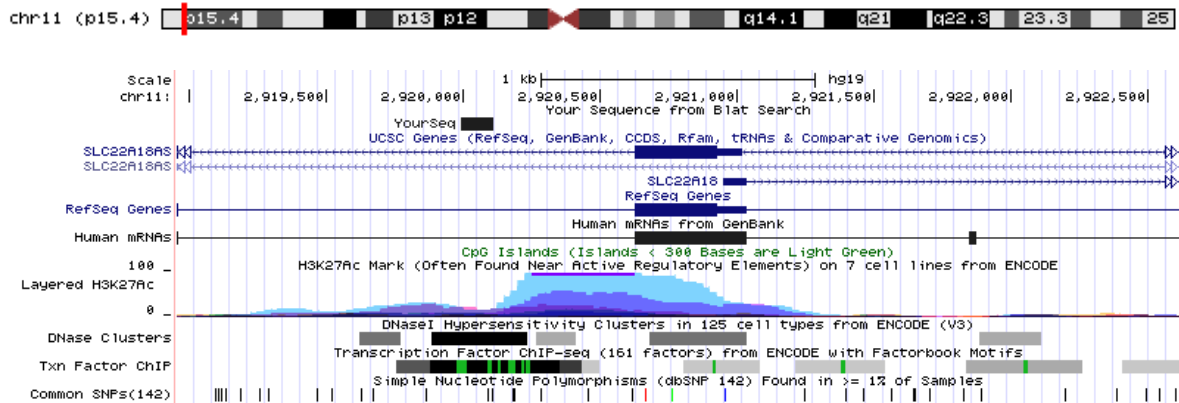 chr11 (p15.4) p15.4 p13 p12 q14.1 q21 q22.3 23.3 25
Scale 1 kb hg19
chr11: 2,919,500 2,920,000 2,920,500 2,921,000 2,921,500 2,922,000 2,922,500
Your Sequence from Blat Search
YourSeq
UCSC Genes (RefSeq, GenBank, CCDS, Rfam, tRNAs & Comparative Genomics)
SLC22A18AS
SLC22A18AS
SLC22A18
RefSeq Genes
RefSeq Genes
Human mRNAs from GenBank
Human mRNAs
CpG Islands (Islands < 300 Bases are Light Green)
100 _ H3K27Ac Mark (Often Found Near Active Regulatory Elements) on 7 cell lines from ENCODE
Layered H3K27Ac
0 _
DNaseI Hypersensitivity Clusters in 125 cell types from ENCODE (V3)
DNase Clusters
Transcription Factor ChIP-seq (161 factors) from ENCODE with Factorbook Motifs
Txn Factor ChIP
Simple Nucleotide Polymorphisms (dbSNP 142) Found in >= 1% of Samples
Common SNPs(142)